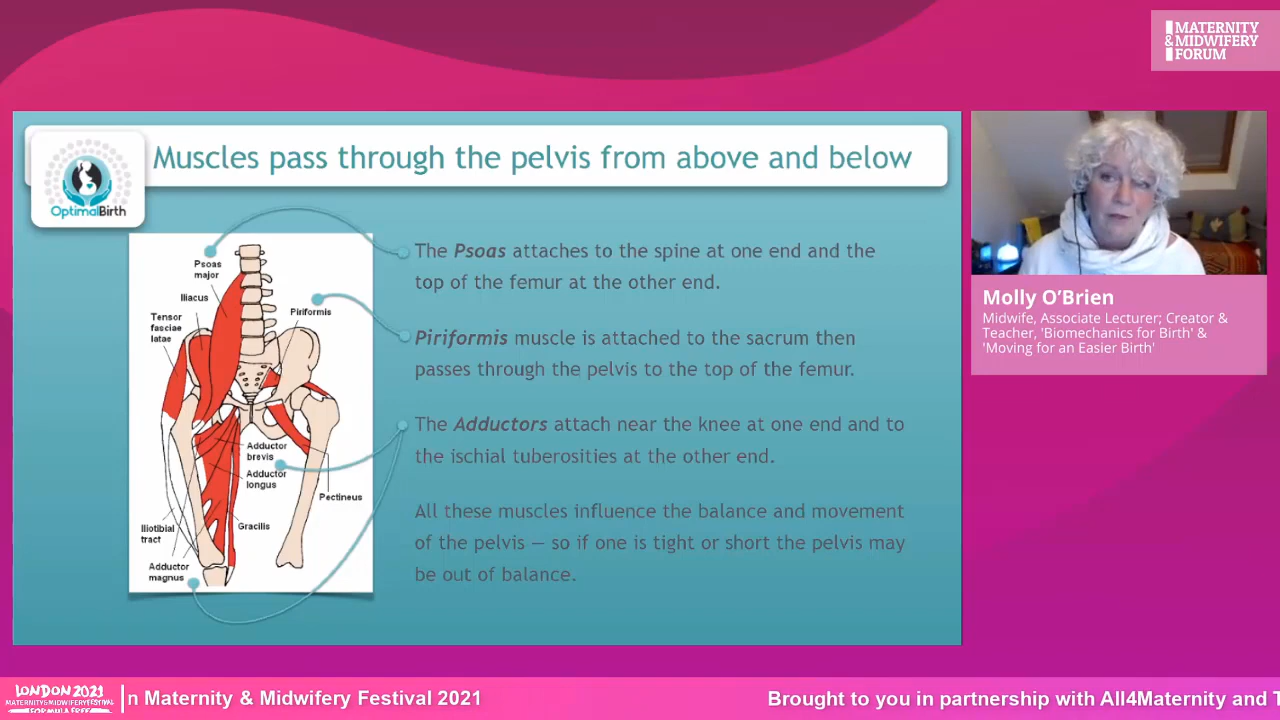 MATERNITY
&MIDWIFERY
FORUM
Muscles pass through the pelvis from above and below
OptimalBirth
Psoas
major
Iliacus
Tensor
fasciae
latae
Piriformis
Adductor
brevis
Adductor
longus
Pectineus
Gracilis
Iliotibial
tract
Adductor
magnus
The Psoas attaches to the spine at one end and the
top of the femur at the other end.
Piriformis muscle is attached to the sacrum then
passes through the pelvis to the top of the femur.
The Adductors attach near the knee at one end and to
the ischial tuberosities at the other end.
All these muscles influence the balance and movement
of the pelvis – so if one is tight or short the pelvis may
be out of balance.
Molly O'Brien
Midwife, Associate Lecturer; Creator &
Teacher, 'Biomechanics for Birth' &
'Moving for an Easier Birth'
LONDON 2021
MATERNITY&MIDWIFERY FESTIVAL
FORMULA FREE
n Maternity & Midwifery Festival 2021
Brought to you in partnership with All4Maternity and T